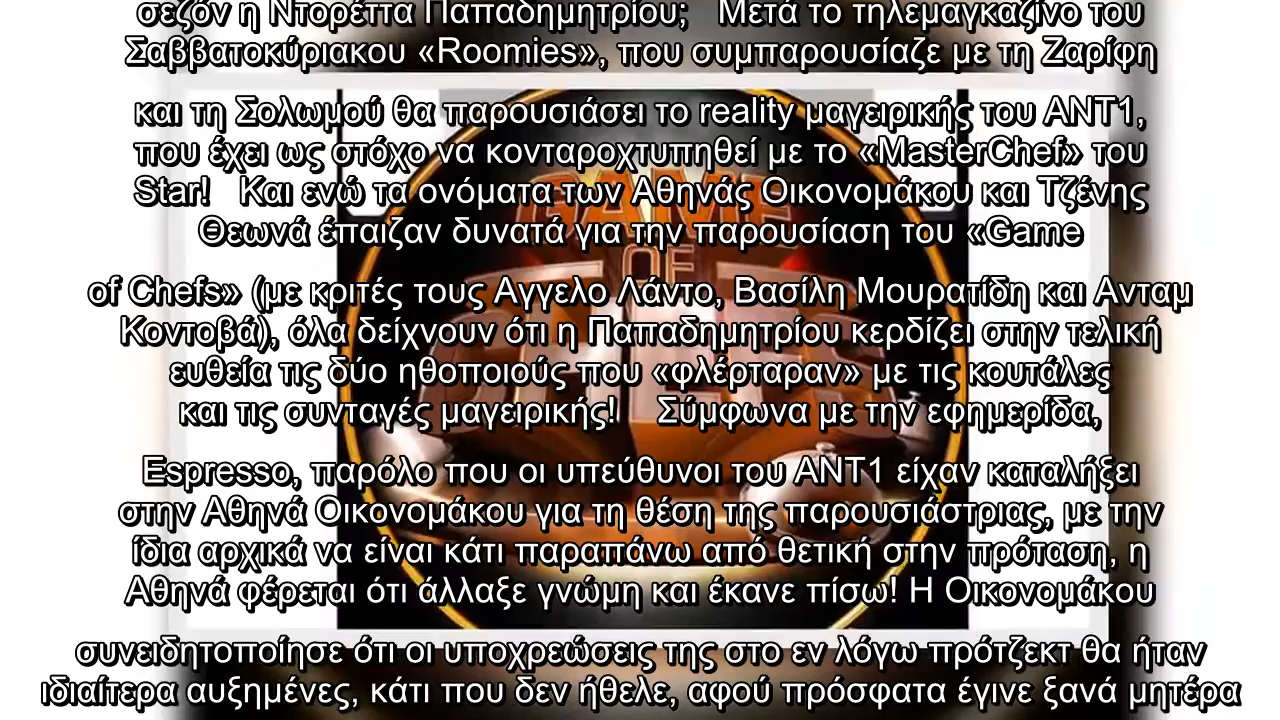 σεζόν η Ντορέττα Παπαδημητρίου;   Μετά το τηλεμαγκαζίνο του
Σαββατοκύριακου «Roomies», που συμπαρουσίαζε με τη Ζαρίφη
και τη Σολωμού θα παρουσιάσει το reality μαγειρικής του ΑΝΤ1,
που έχει ως στόχο να κονταροχτυπηθεί με το «MasterChef» του
Star!   Και ενώ τα ονόματα των Αθηνάς Οικονομάκου και Τζένης
Θεωνά έπαιζαν δυνατά για την παρουσίαση του «Game
of Chefs» (με κριτές τους Αγγελο Λάντο, Βασίλη Μουρατίδη και Ανταμ
Κοντοβά), όλα δείχνουν ότι η Παπαδημητρίου κερδίζει στην τελική
ευθεία τις δύο ηθοποιούς που «φλέρταραν» με τις κουτάλες
και τις συνταγές μαγειρικής!    Σύμφωνα με την εφημερίδα,
Espresso, παρόλο που οι υπεύθυνοι του ΑΝΤ1 είχαν καταλήξει
στην Αθηνά Οικονομάκου για τη θέση της παρουσιάστριας, με την
ίδια αρχικά να είναι κάτι παραπάνω από θετική στην πρόταση, η
Αθηνά φέρεται ότι άλλαξε γνώμη και έκανε πίσω! Η Οικονομάκου
συνειδητοποίησε ότι οι υποχρεώσεις της στο εν λόγω πρότζεκτ θα ήταν
ιδιαίτερα αυξημένες, κάτι που δεν ήθελε, αφού πρόσφατα έγινε ξανά μητέρα
GAME
OF
CHEFS